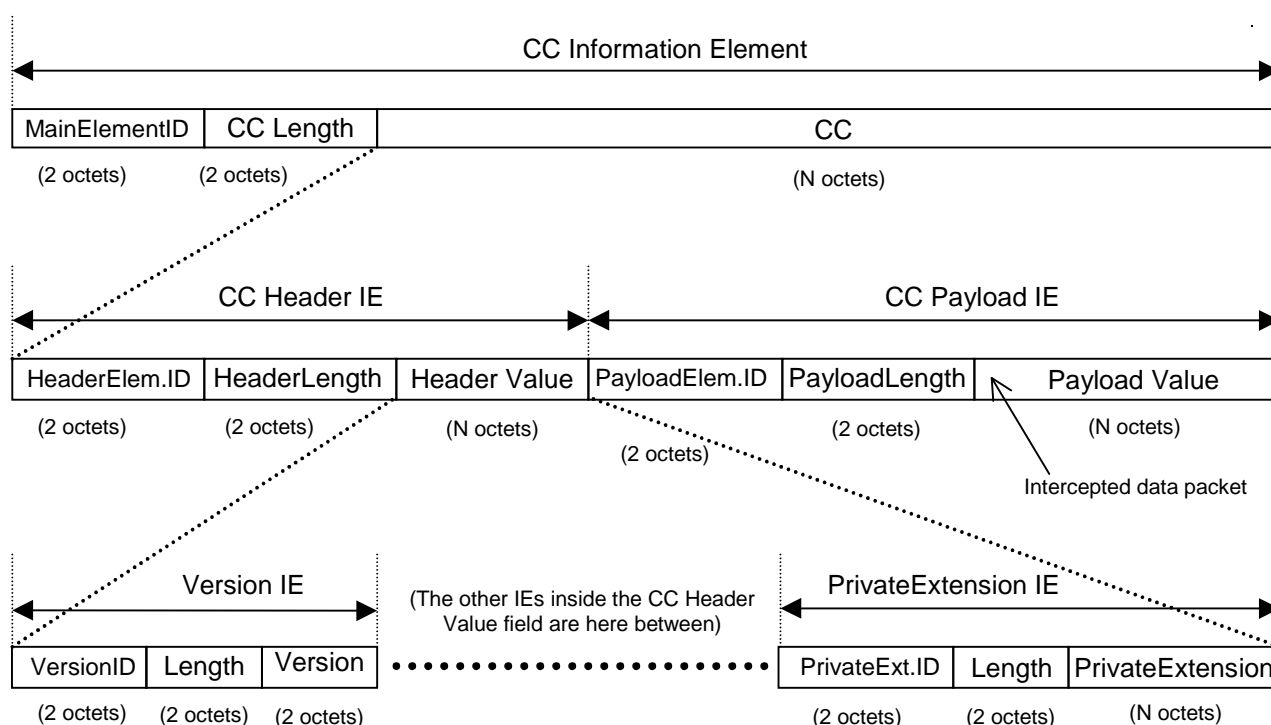 CC Information Element
MainElementID CC Length CC
(2 octets) (2 octets) (N octets)
CC Header IE CC Payload IE
HeaderElem.ID HeaderLength Header Value PayloadElem.ID PayloadLength Payload Value
(2 octets) (2 octets) (N octets) (2 octets) (2 octets) (N octets)
Intercepted data packet
Version IE (The other IEs inside the CC Header PrivateExtension IE
Value field are here between)
VersionID Length Version PrivateExt.ID Length PrivateExtension
(2 octets) (2 octets) (2 octets) (2 octets) (2 octets) (N octets)